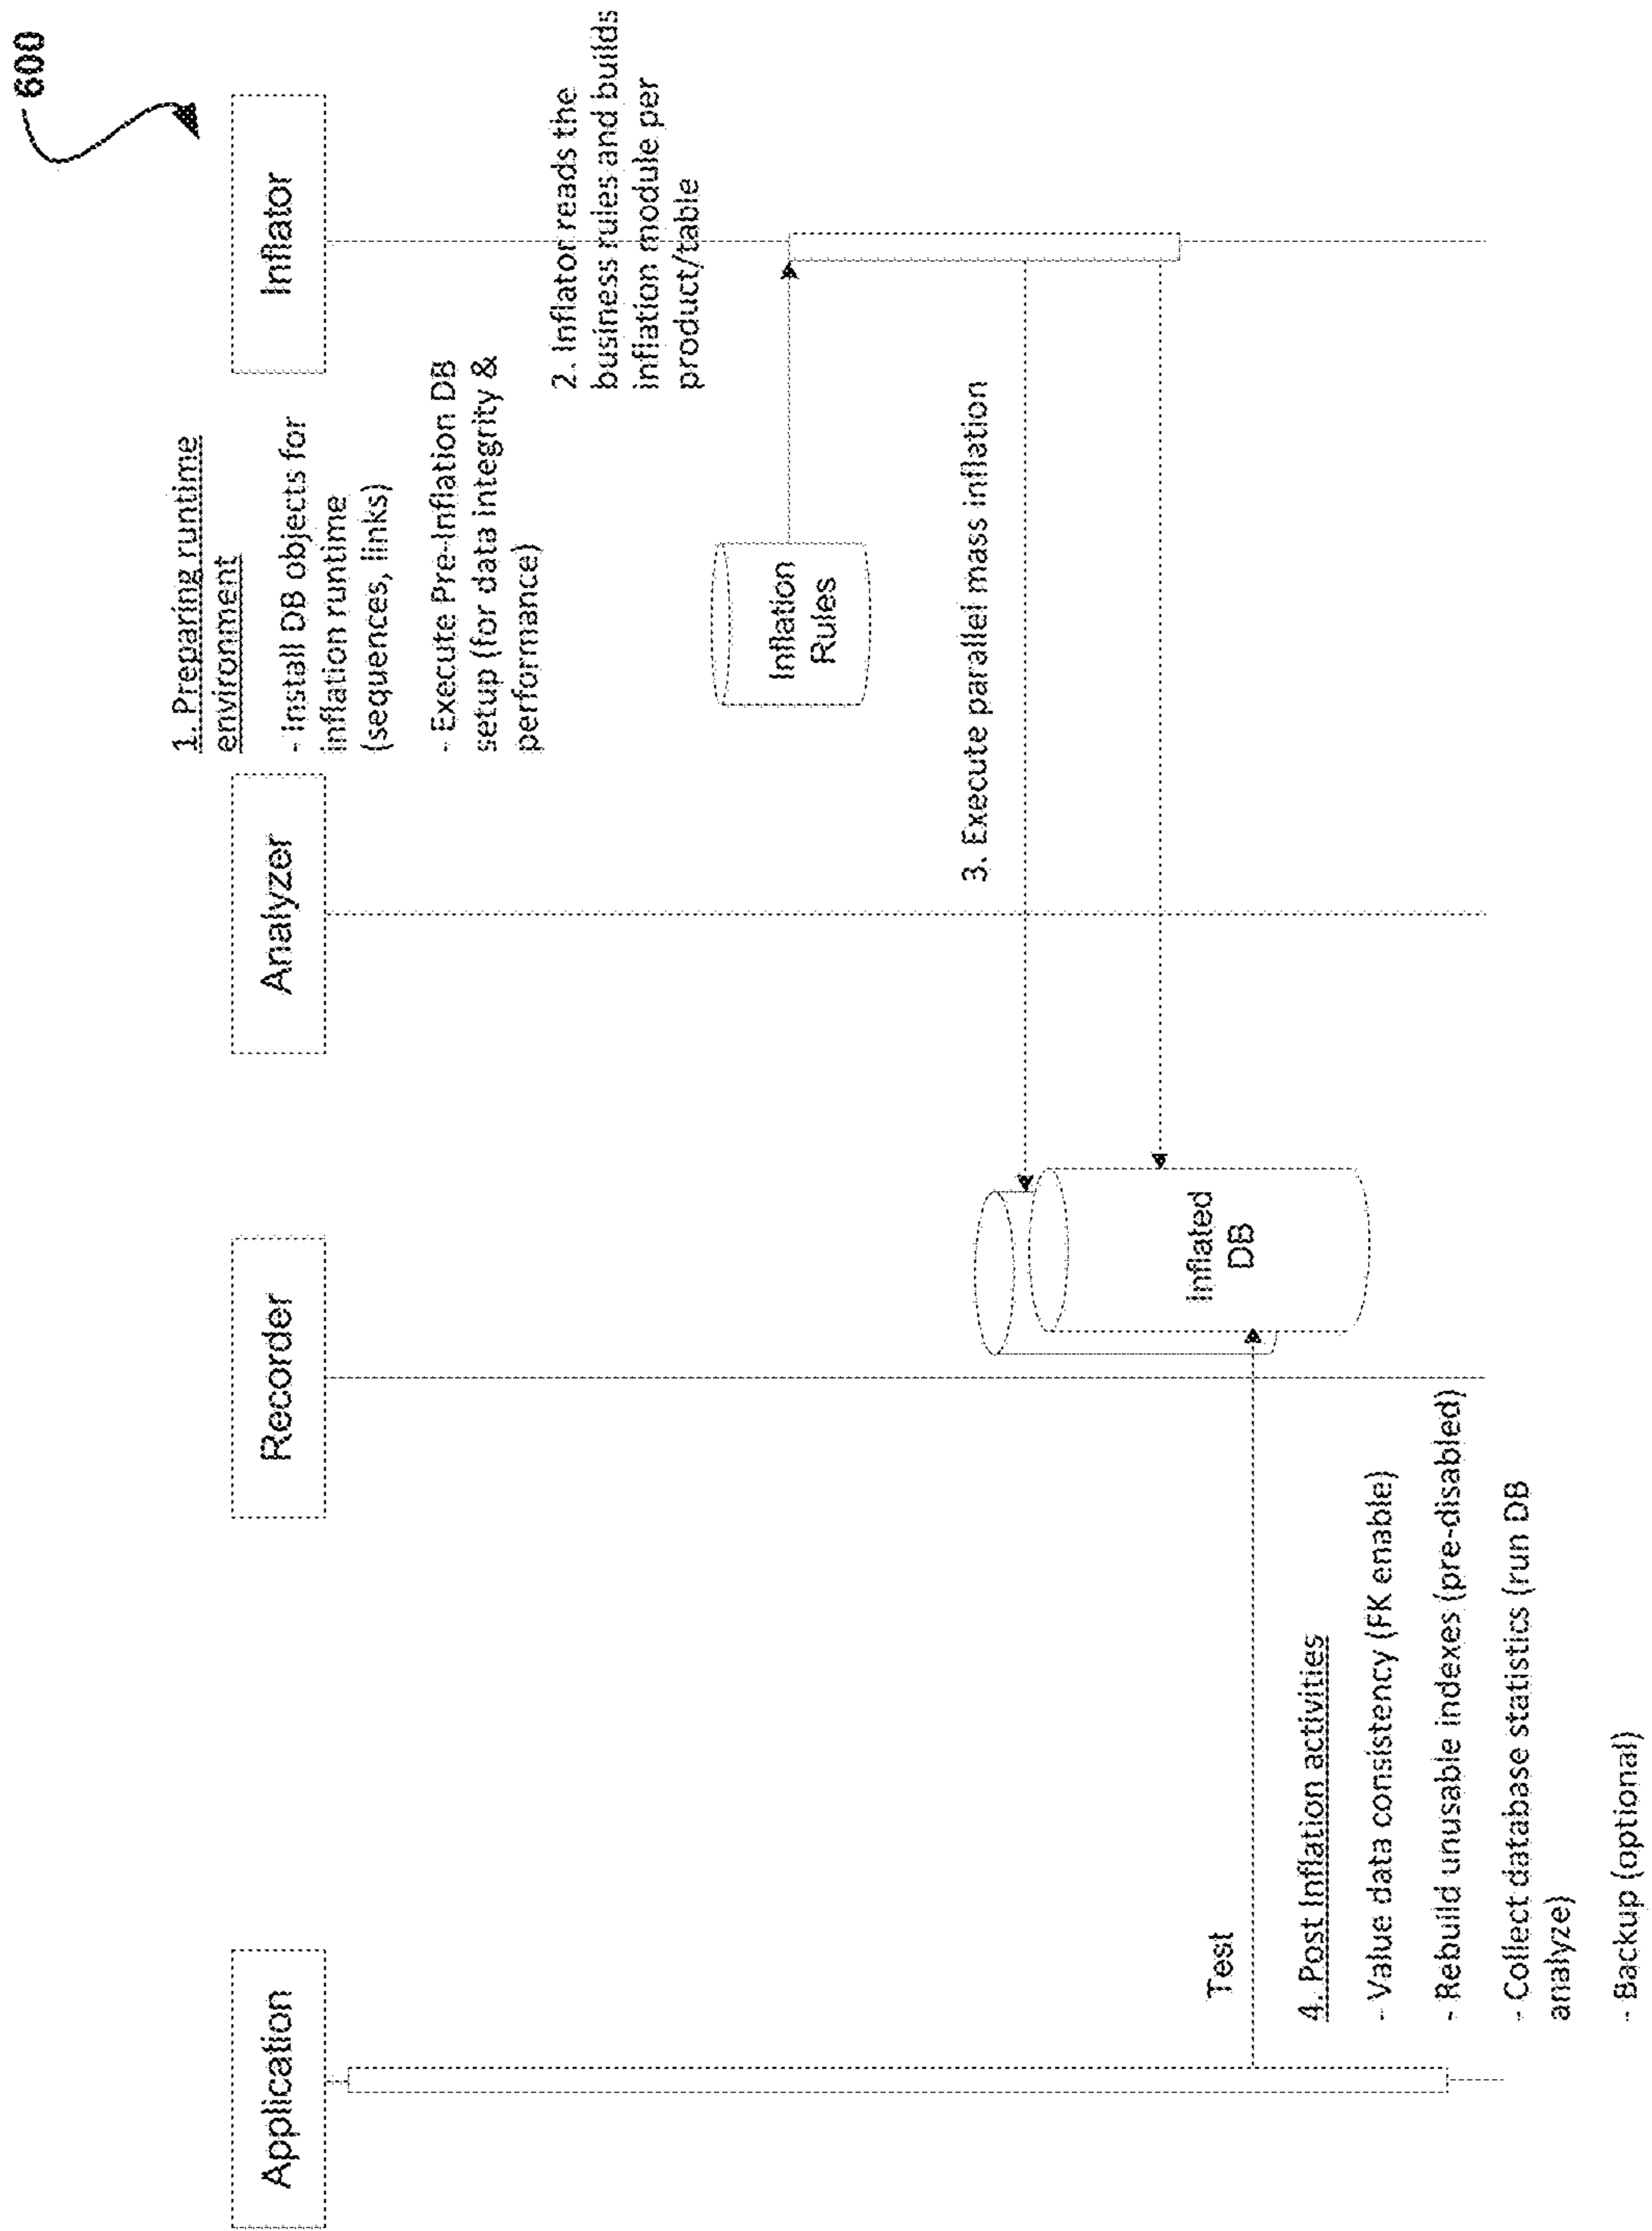 600
Application
Recorder
Analyzer
Inflator
1. Preparing runtime
environment
- Install DB objects for
inflation runtime
(sequences, links)
- Execute Pre-Inflation DB
setup (for data integrity &
performance)
2. Inflator reads the
business rules and builds
inflation module per
product/table
Inflation
Rules
3. Execute parallel mass inflation
Inflated
DB
Test
4. Post Inflation activities
- Value data consistency (FK enable)
- Rebuild unusable indexes (pre-disabled)
- Collect database statistics (run DB
analyze)
- Backup (optional)